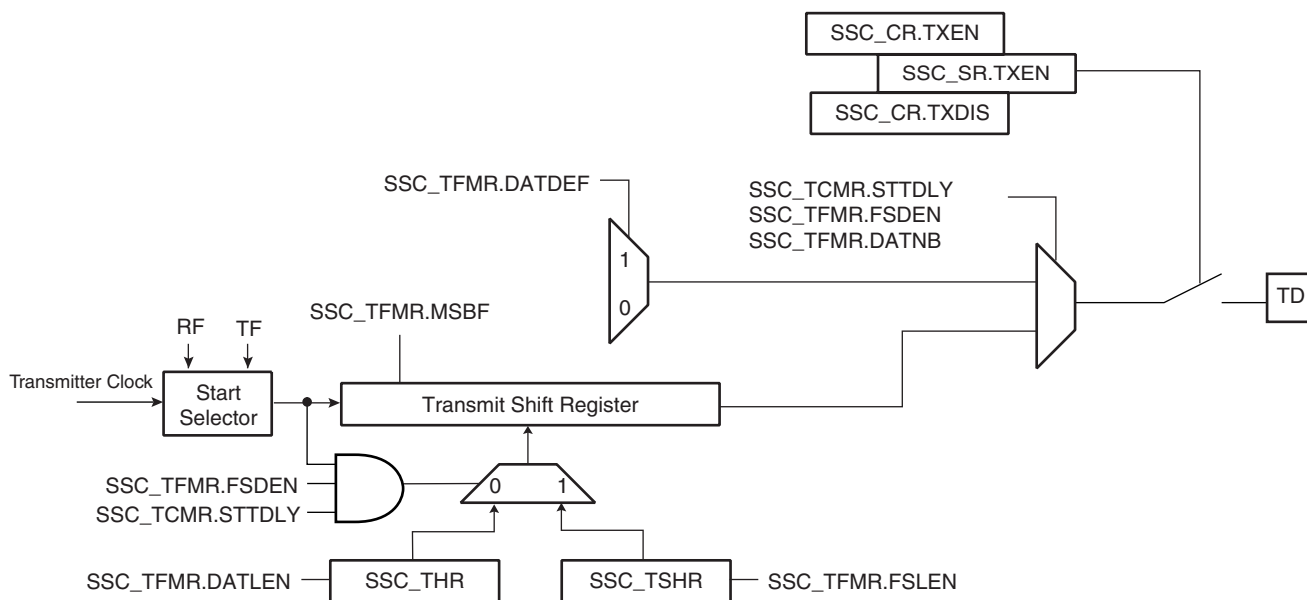 SSC_CR.TXEN
SSC_SR.TXEN
SSC_CR.TXDIS
SSC_TFMR.DATDEF
SSC_TCMR.STTDLY
SSC_TFMR.FSDEN
SSC_TFMR.DATNB
1
0
TD
SSC_TFMR.MSBF
RF
TF
Transmitter Clock
Start
Selector
Transmit Shift Register
SSC_TFMR.FSDEN
SSC_TCMR.STTDLY
0
1
SSC_TFMR.DATLEN
SSC_THR
SSC_TSHR
SSC_TFMR.FSLEN